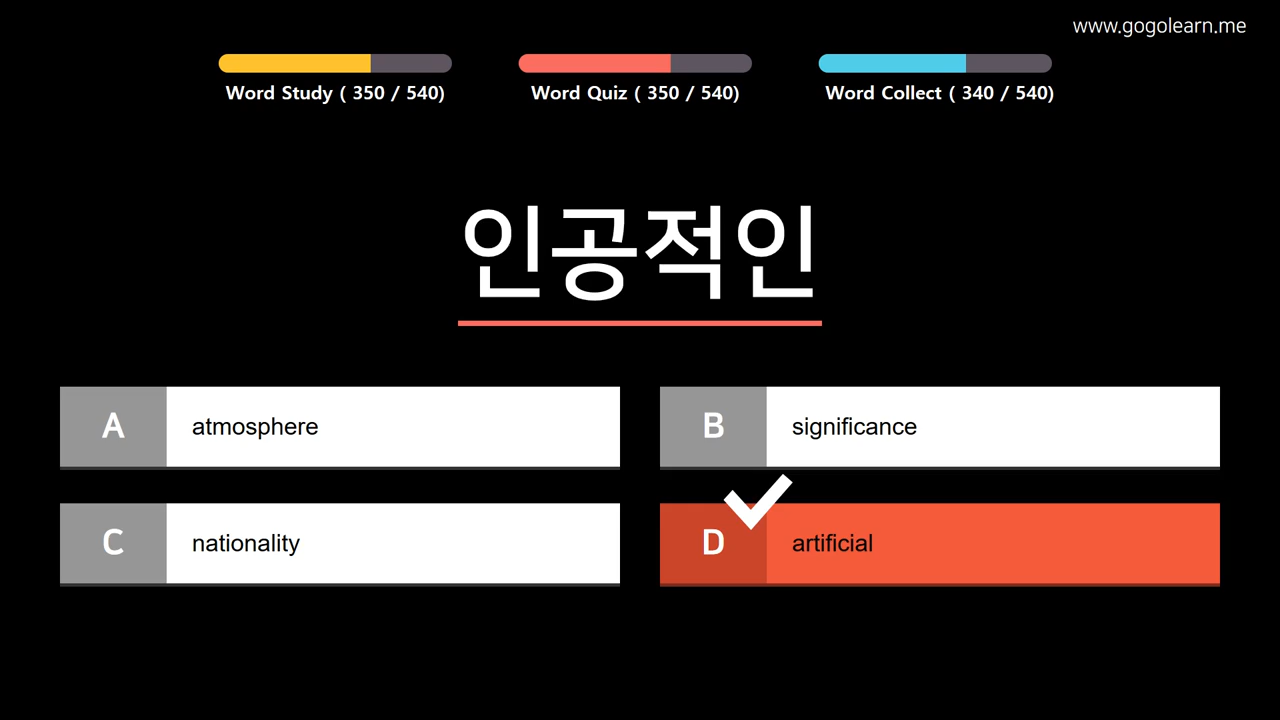 www.gogolearn.me
Word Study ( 350 / 540)
Word Quiz ( 350 / 540)
Word Collect ( 340 / 540)
인공적인
A
atmosphere
B
significance
C
nationality
D
artificial